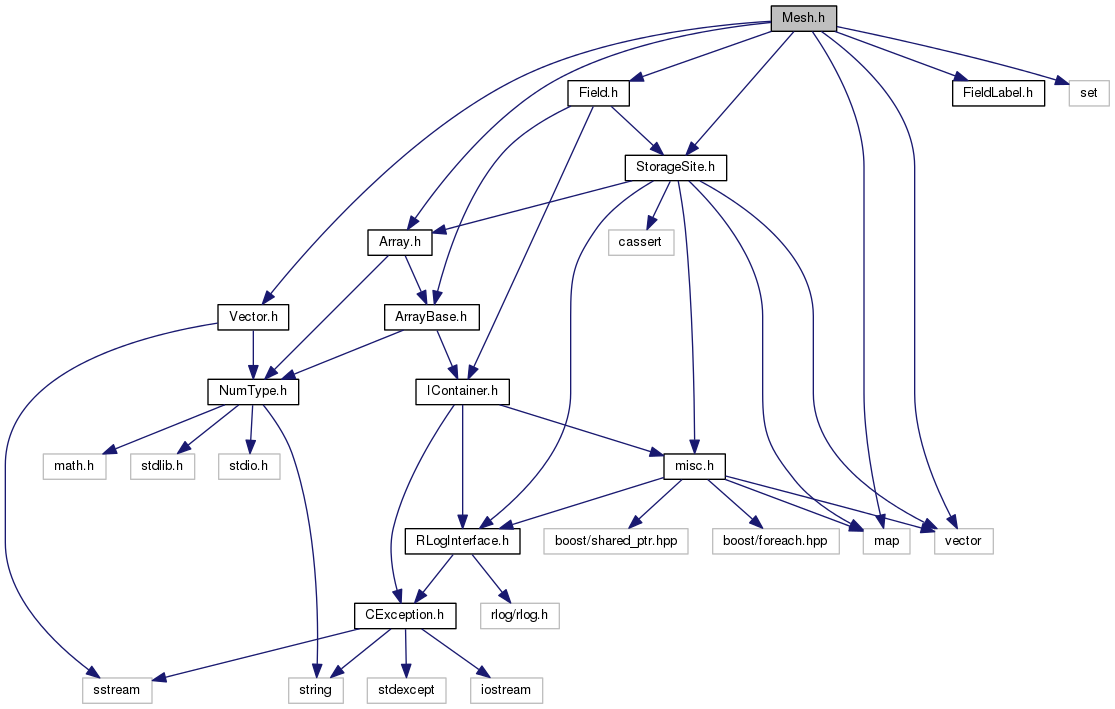 Mesh.h
Field.h
FieldLabel.h
set
StorageSite.h
Array.h
cassert
Vector.h
ArrayBase.h
NumType.h
IContainer.h
math.h
stdlib.h
stdio.h
misc.h
RLogInterface.h
boost/shared_ptr.hpp
boost/foreach.hpp
map
vector
CException.h
rlog/rlog.h
sstream
string
stdexcept
iostream